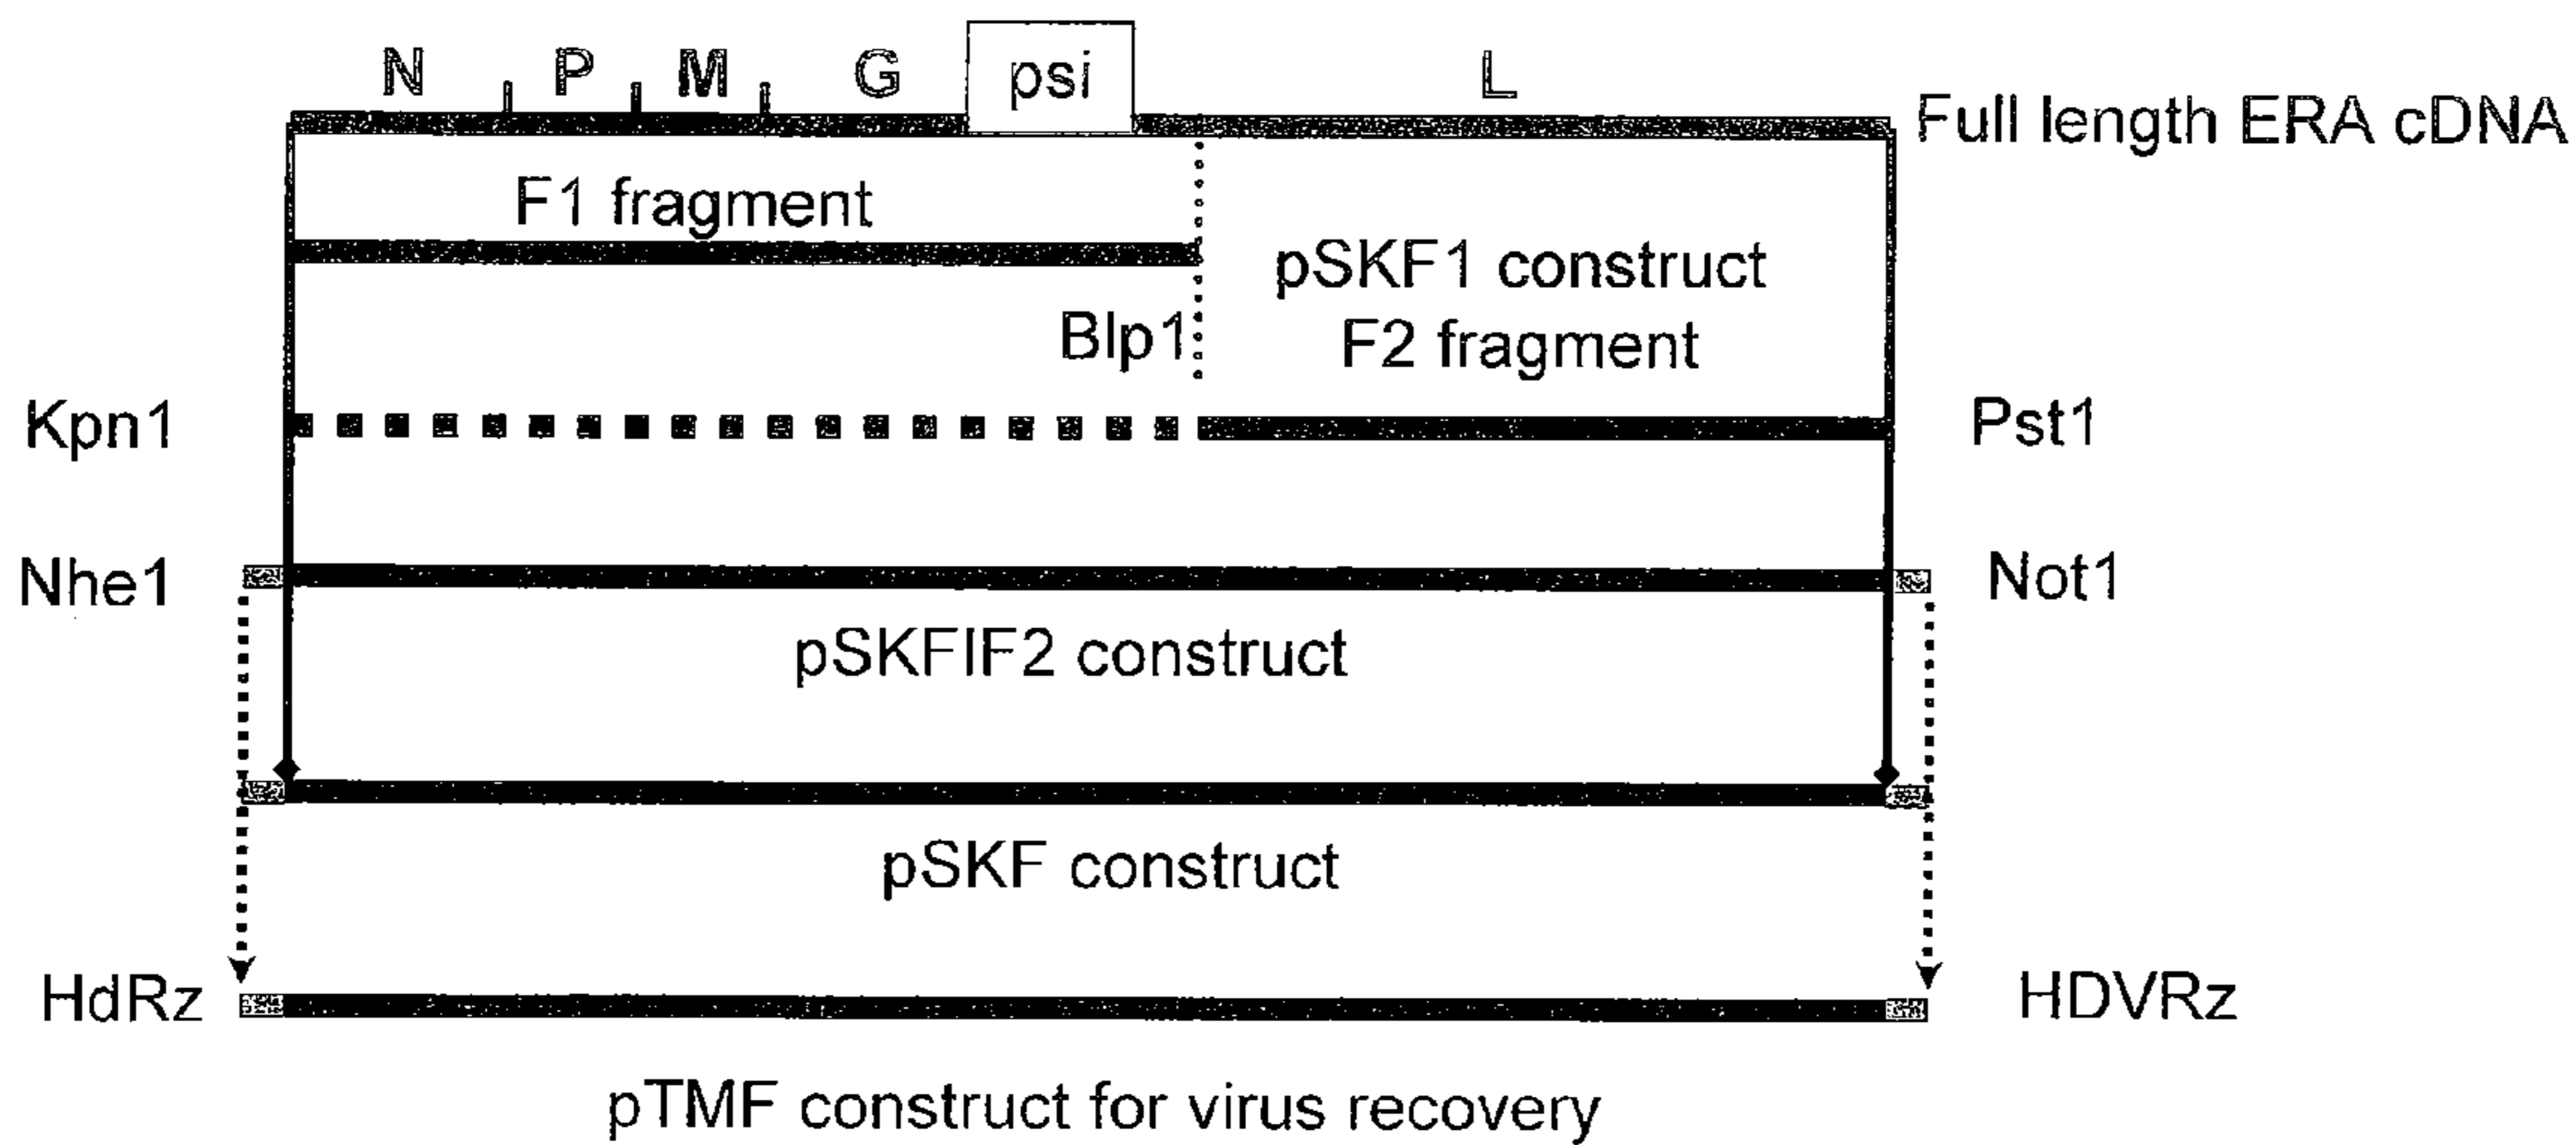 N P M G psi L
Full length ERA cDNA
F1 fragment
pSKF1 construct
Blp1
F2 fragment
Kpn1
Pst1
Nhe1
Not1
pSKFIF2 construct
pSKF construct
HdRz
HDVRz
pTMF construct for virus recovery